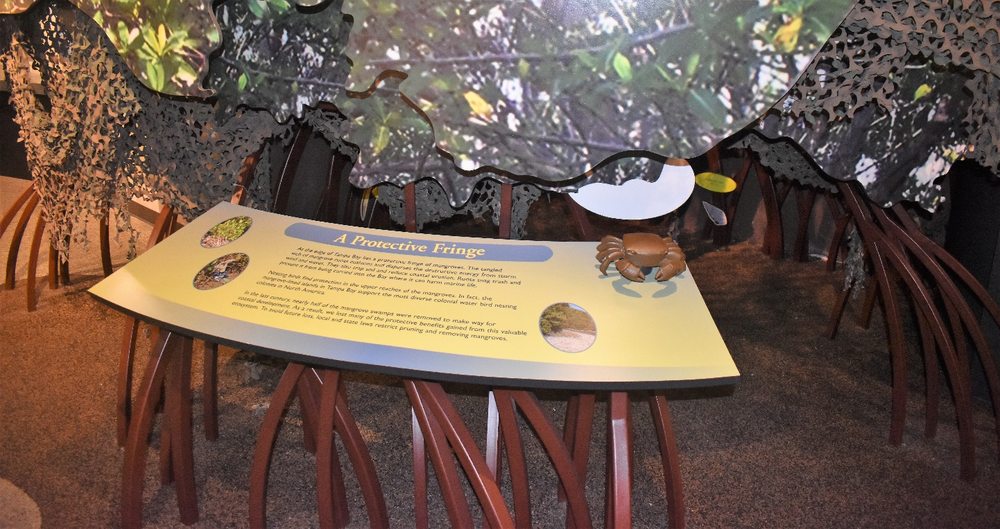 A Protective Fringe
At the edge of Tampa Bay lies a protective fringe of mangroves. The tangled
web of mangrove roots cushions and disperses the destructive energy from storm
wind and waves. They also trap soil and reduce coastal erosion. Roots snag trash and
prevent it from being carried into the Bay where it can harm marine life.
Nesting birds find protection in the upper reaches of the mangroves. In fact, the
mangrove-lined islands in Tampa Bay support the most diverse colonial water bird nesting
colonies in North America.
In the last century, nearly half of the mangrove swamps were removed to make way for
coastal development. As a result, we lost many of the protective benefits gained from this valuable
ecosystem. To avoid future loss, local and state laws restrict pruning and removing mangroves.